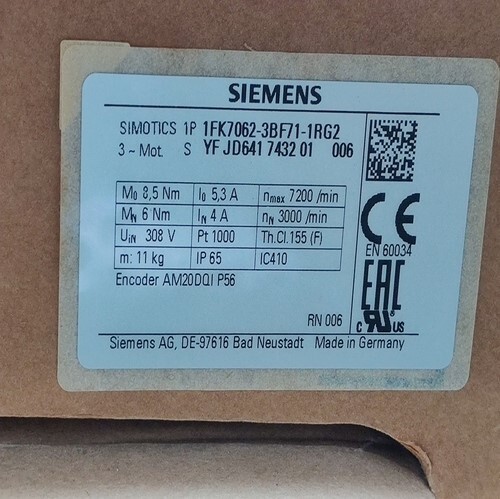 SIEMENS
SIMOTICS 1P 1FK7062-3BF71-1RG2
3 ~ Mot. S YF JD641 7432 01 006
M0 8,5 Nm I0 5,3 A nmax 7200 /min
MN 6 Nm IN 4 A nN 3000 /min
UIN 308 V Pt 1000 Th.Cl.155 (F)
m: 11 kg IP 65 IC410
Encoder AM20DQI P56
CE
EN 60034
EAC
c RU US
RN 006
Siemens AG, DE-97616 Bad Neustadt Made in Germany